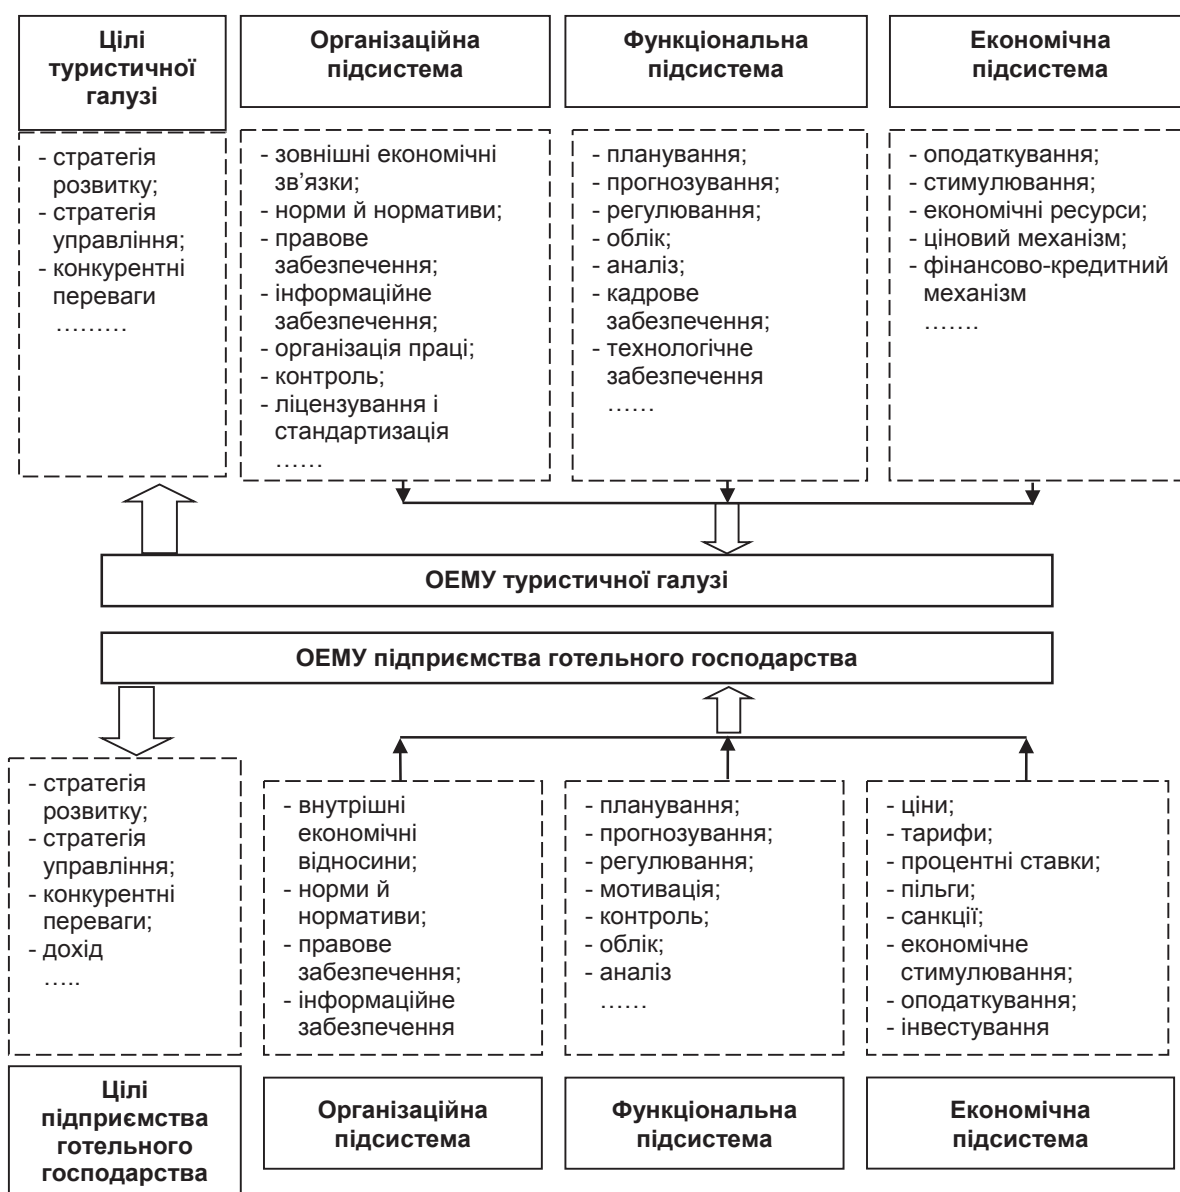 Цілі
туристичної
галузі
Організаційна
підсистема
Функціональна
підсистема
Економічна
підсистема
- стратегія
розвитку;
- стратегія
управління;
- конкурентні
переваги
………
- зовнішні економічні
зв’язки;
- норми й нормативи;
- правове
забезпечення;
- інформаційне
забезпечення;
- організація праці;
- контроль;
- ліцензування і
стандартизація
……
- планування;
- прогнозування;
- регулювання;
- облік;
- аналіз;
- кадрове
забезпечення;
- технологічне
забезпечення
……
- оподаткування;
- стимулювання;
- економічні ресурси;
- ціновий механізм;
- фінансово-кредитний
механізм
…….
ОЕМУ туристичної галузі
ОЕМУ підприємства готельного господарства
- стратегія
розвитку;
- стратегія
управління;
- конкурентні
переваги;
- дохід
…..
- внутрішні
економічні
відносини;
- норми й
нормативи;
- правове
забезпечення;
- інформаційне
забезпечення
- планування;
- прогнозування;
- регулювання;
- мотивація;
- контроль;
- облік;
- аналіз
……
- ціни;
- тарифи;
- процентні ставки;
- пільги;
- санкції;
- економічне
стимулювання;
- оподаткування;
- інвестування
Цілі
підприємства
готельного
господарства
Організаційна
підсистема
Функціональна
підсистема
Економічна
підсистема